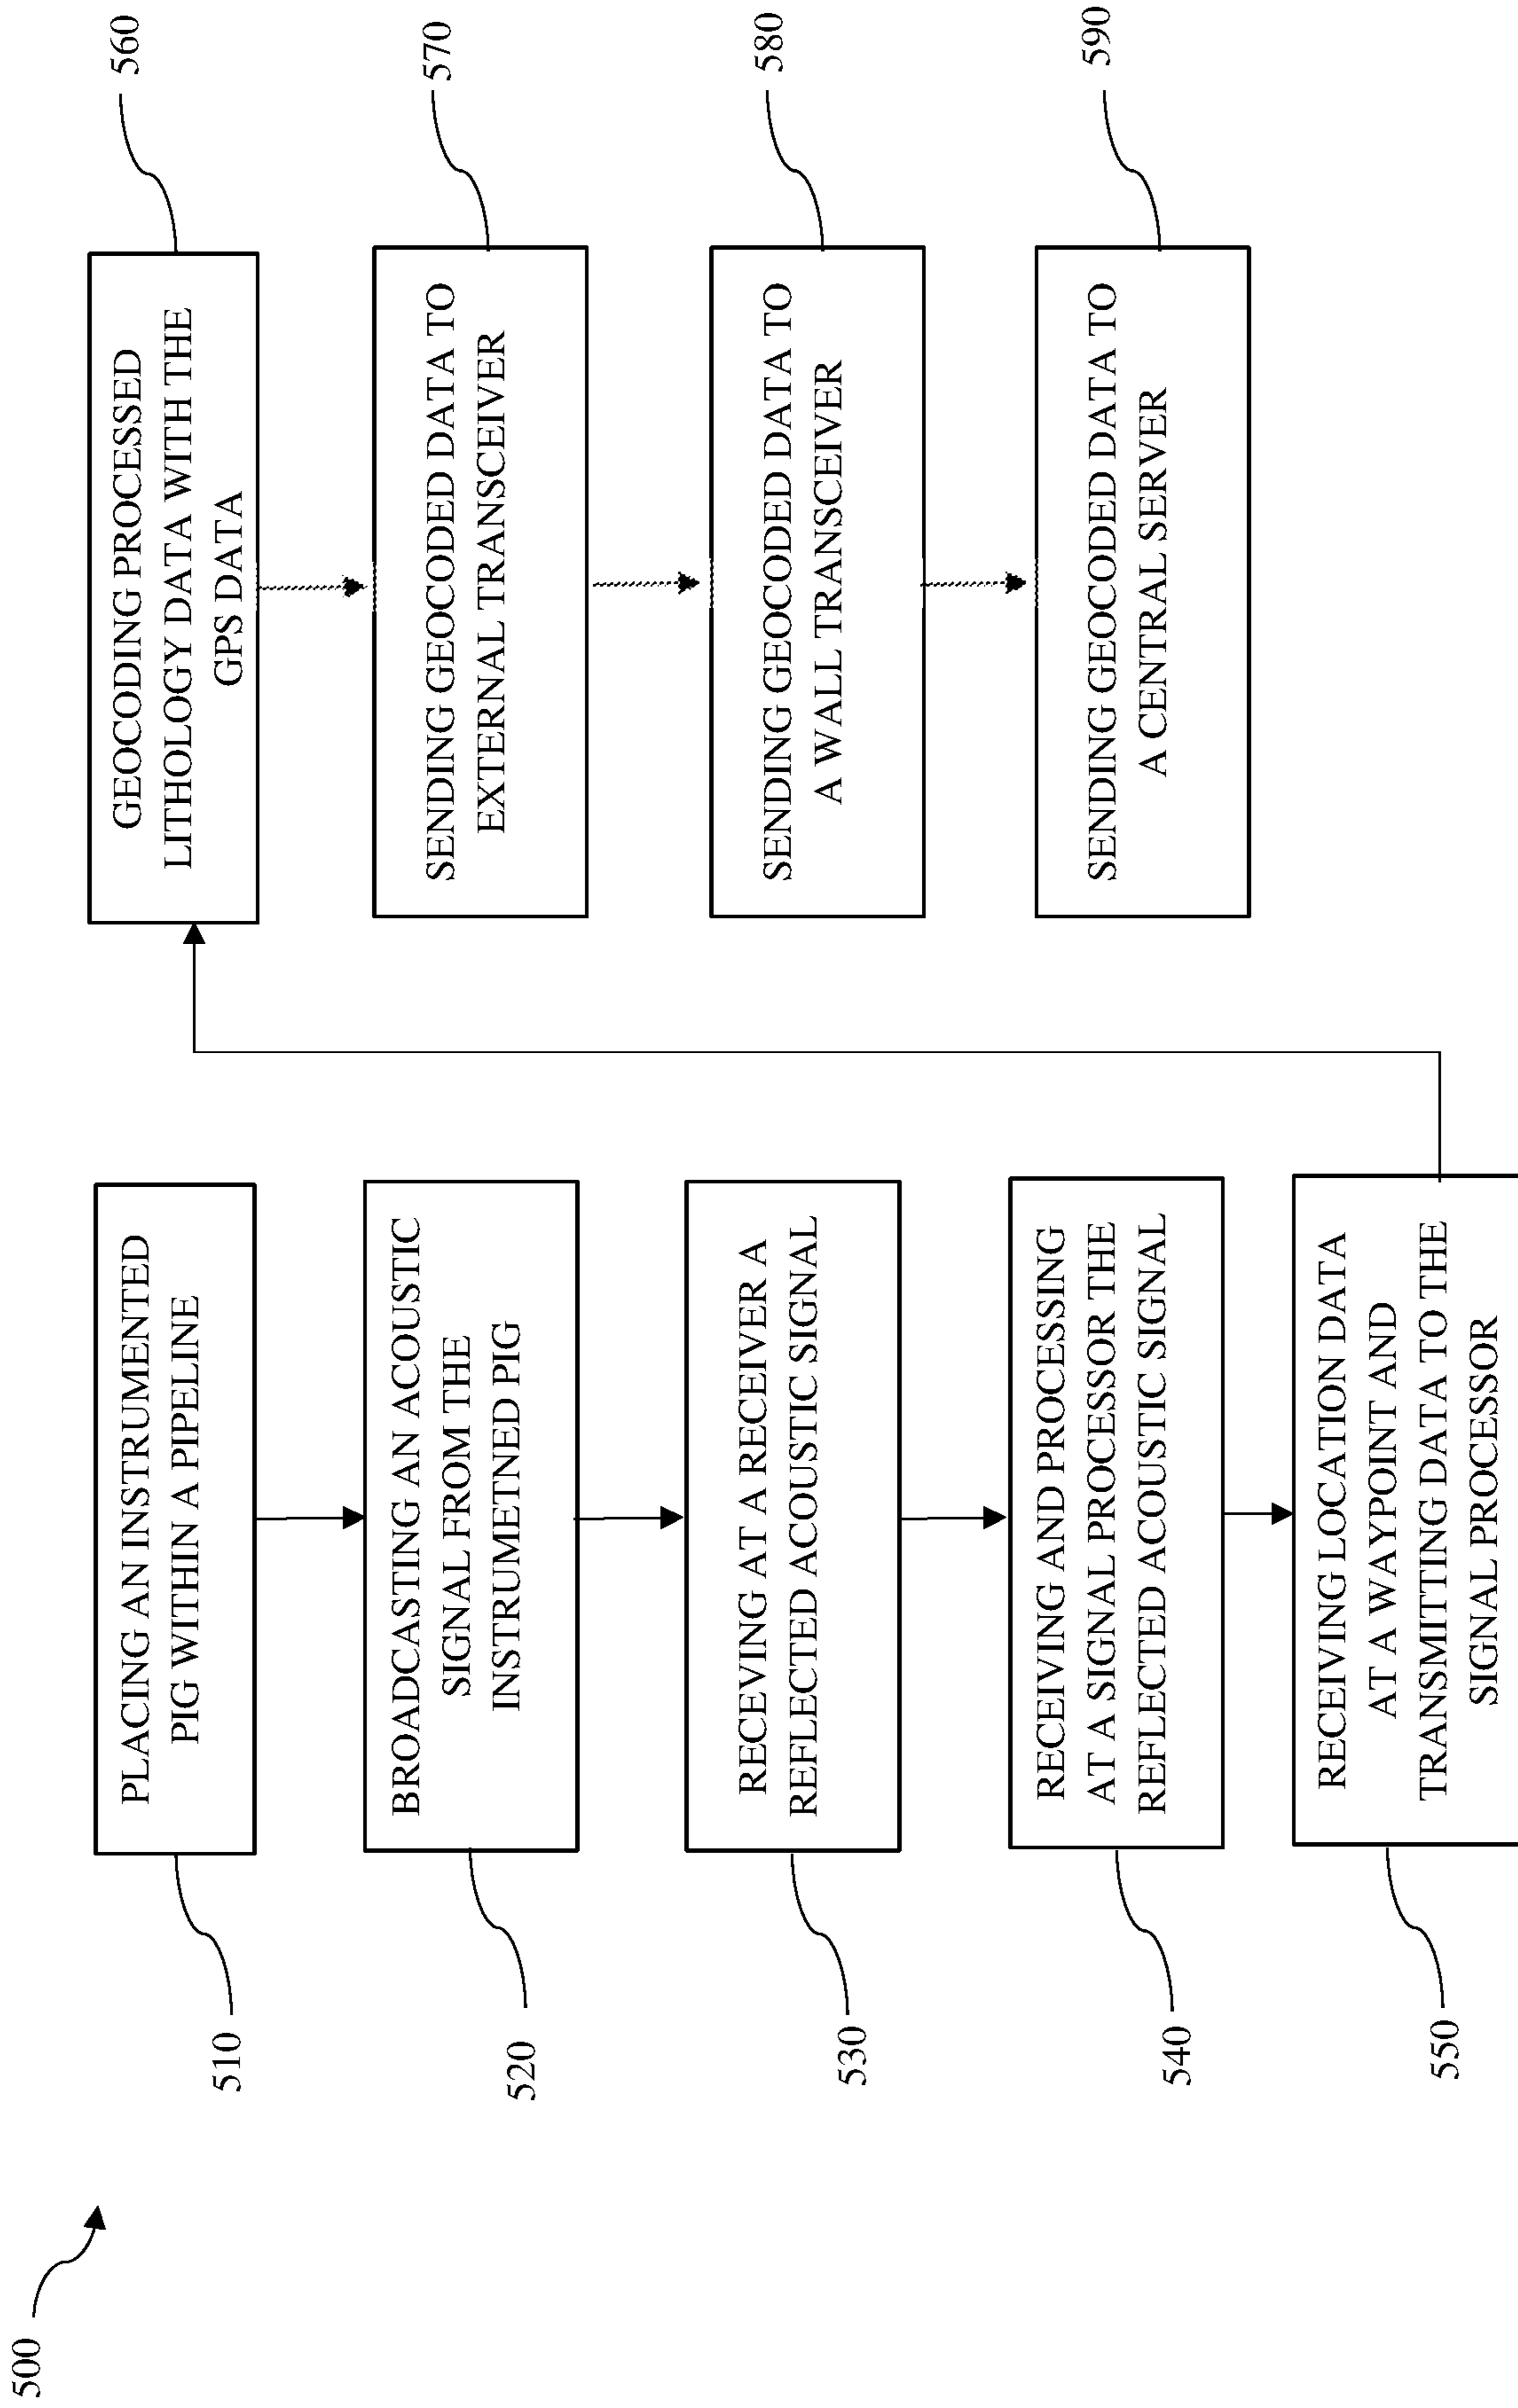 500
510
PLACING AN INSTRUMENTED
PIG WITHIN A PIPELINE
520
BROADCASTING AN ACOUSTIC
SIGNAL FROM THE
INSTRUMETNED PIG
530
RECEVING AT A RECEIVER A
REFLECTED ACOUSTIC SIGNAL
540
RECEIVING AND PROCESSING
AT A SIGNAL PROCESSOR THE
REFLECTED ACOUSTIC SIGNAL
550
RECEIVING LOCATION DATA
AT A WAYPOINT AND
TRANSMITTING DATA TO THE
SIGNAL PROCESSOR
560
GEOCODING PROCESSED
LITHOLOGY DATA WITH THE
GPS DATA
570
SENDING GEOCODED DATA TO
EXTERNAL TRANSCEIVER
580
SENDING GEOCODED DATA TO
A WALL TRANSCEIVER
590
SENDING GEOCODED DATA TO
A CENTRAL SERVER